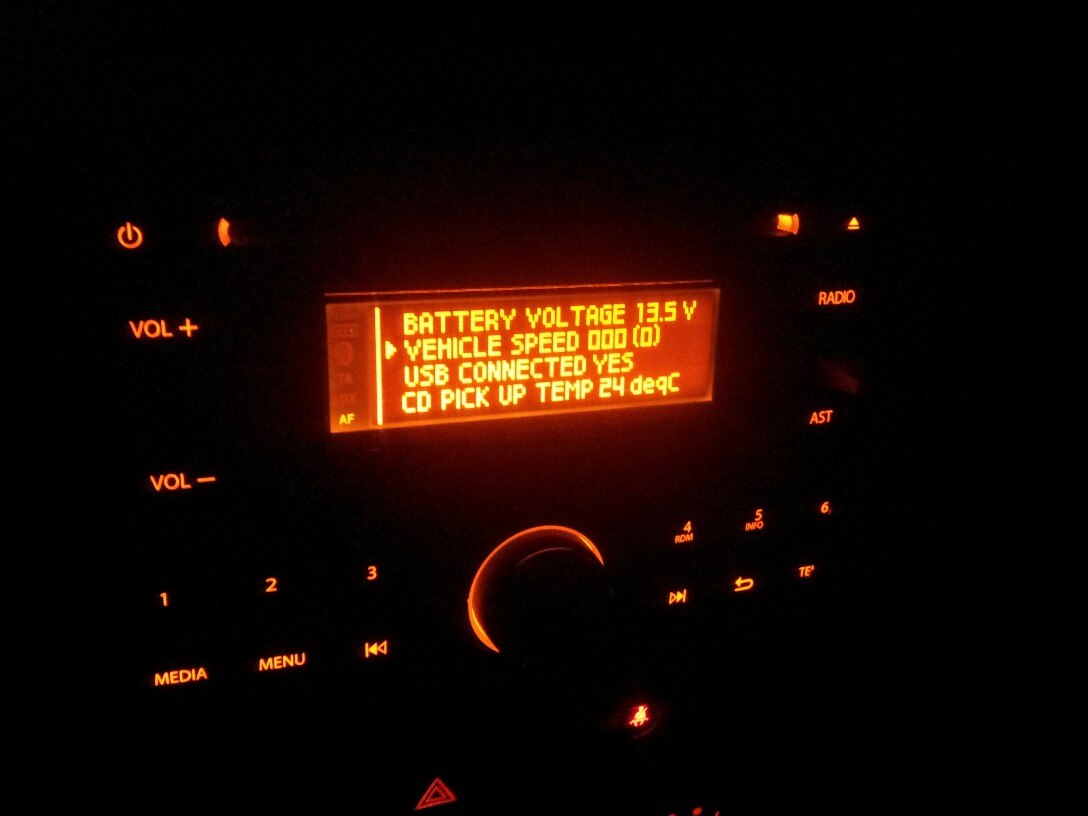 VOL +
RADIO
BATTERY VOLTAGE 13.5 V
VEHICLE SPEED 000 (0)
USB CONNECTED YES
CD PICK UP TEMP 24 degC
AF
AST
VOL −
1
2
3
4
RDM
5
INFO
6
MEDIA
MENU